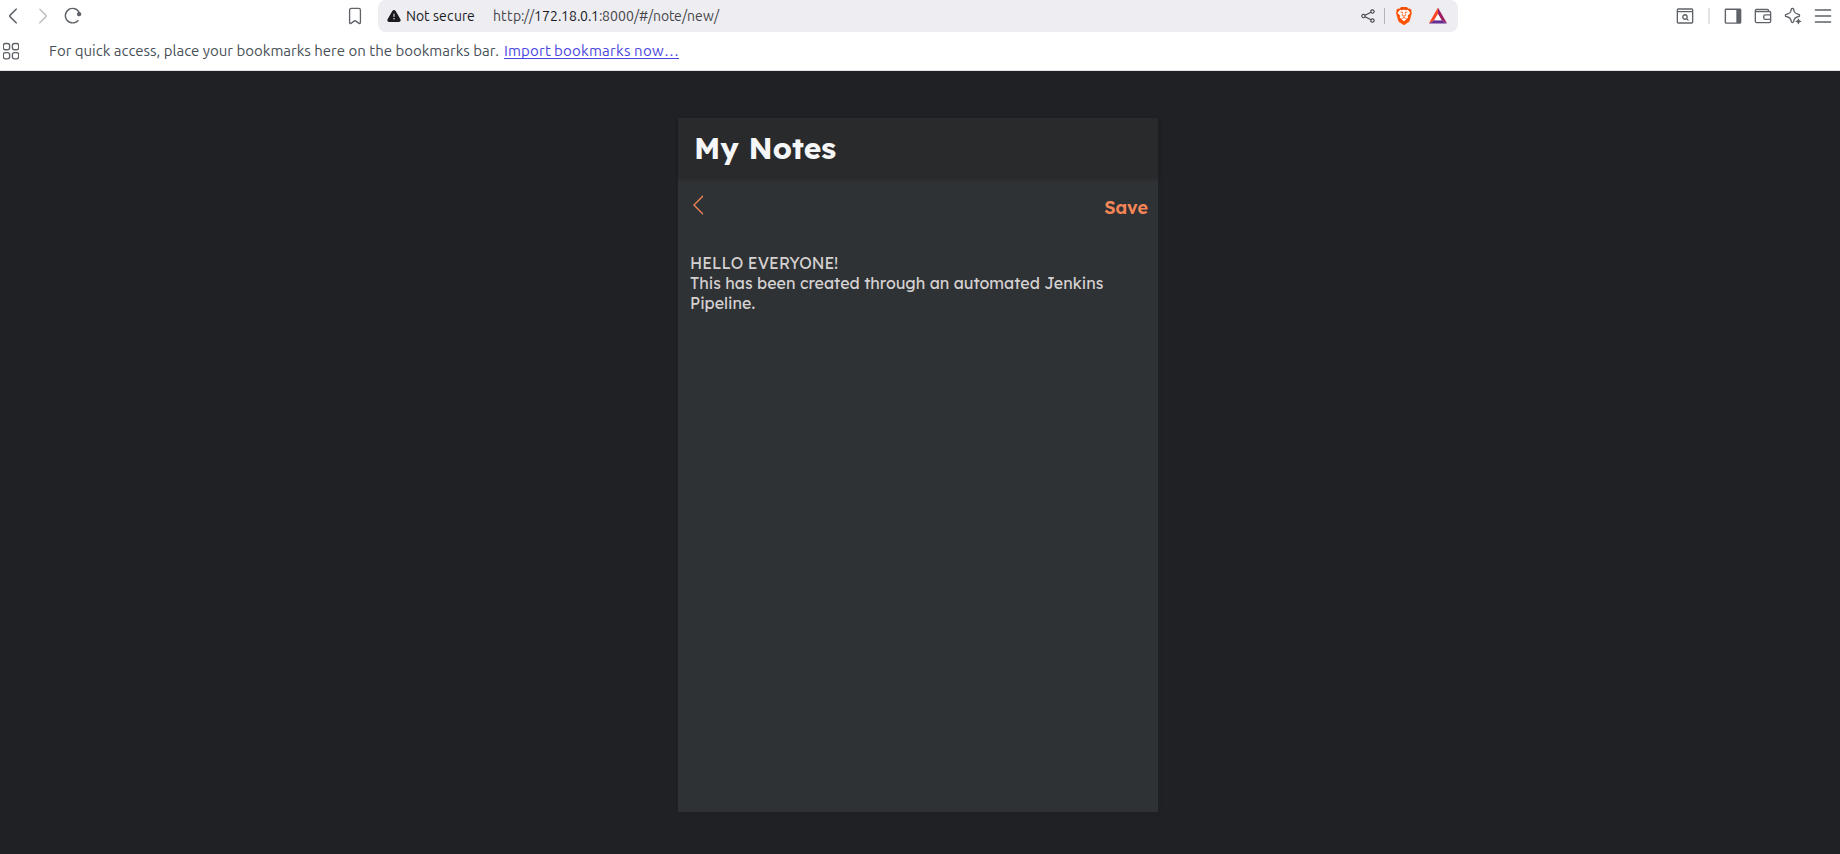 Not secure http://172.18.0.1:8000/#/note/new/
For quick access, place your bookmarks here on the bookmarks bar. Import bookmarks now...
My Notes
Save
HELLO EVERYONE!
This has been created through an automated Jenkins
Pipeline.